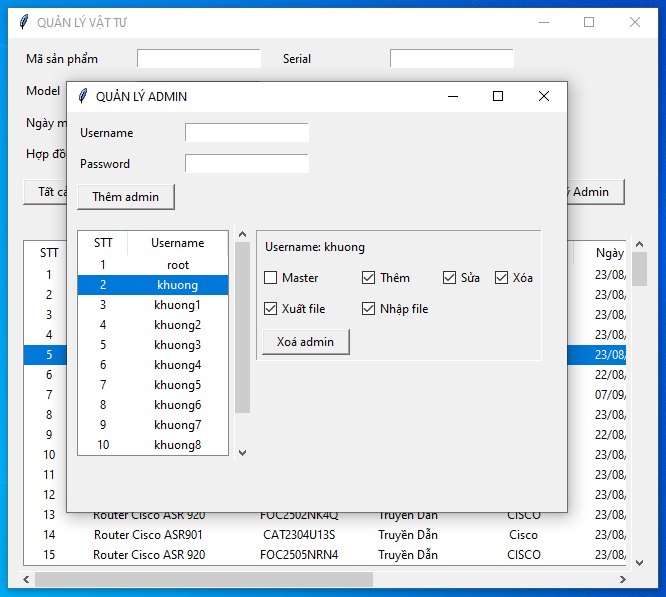 QUẢN LÝ VẬT TƯ
Mã sản phẩm Serial
Model
QUẢN LÝ ADMIN
Username
Password
Thêm admin
Admin
STT Username
1 root
2 khuong
3 khuong1
4 khuong2
5 khuong3
6 khuong4
7 khuong5
8 khuong6
9 khuong7
10 khuong8
Username: khuong
Master Thêm Sửa Xóa
Xuất file Nhập file
Xoá admin
STT Ngày
1 23/08/
2 23/08/
3 23/08/
4 23/08/
5 23/08/
6 22/08/
7 07/09/
8 23/08/
9 22/08/
10 23/08/
11 23/08/
12 23/08/
13 Router Cisco ASR 920 FOC2502NK4Q Truyền Dẫn CISCO 23/08/
14 Router Cisco ASR901 CAT2304U13S Truyền Dẫn Cisco 23/08/
15 Router Cisco ASR 920 FOC2505NRN4 Truyền Dẫn CISCO 23/08/